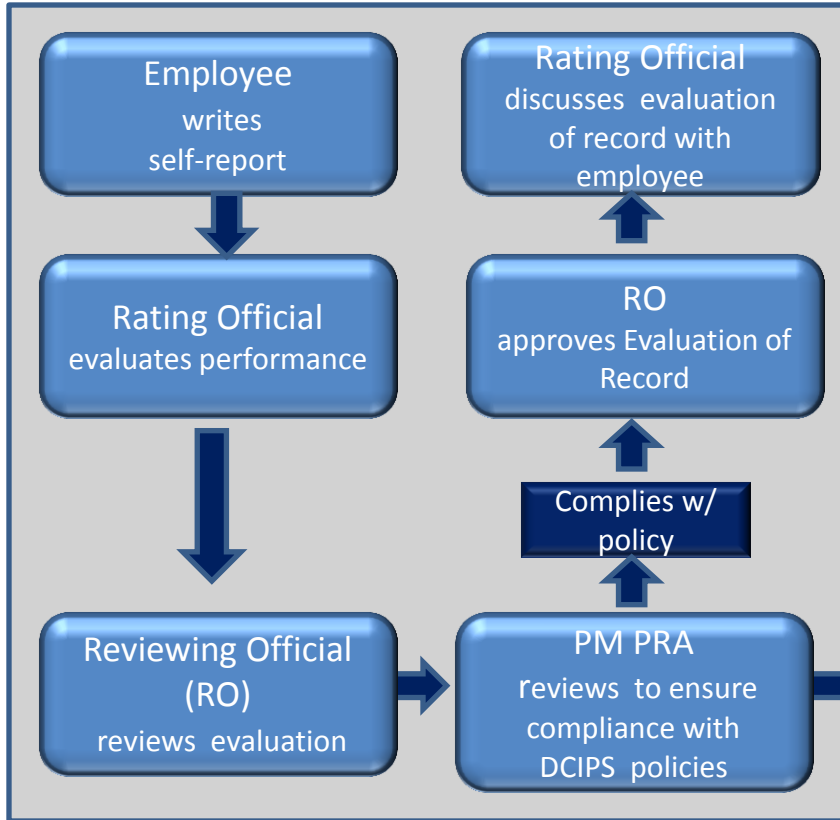 Employee
writes
self-report
Rating Official
evaluates performance
Reviewing Official
(RO)
reviews evaluation
PM PRA
reviews to ensure
compliance with
DCIPS policies
Complies w/
policy
RO
approves Evaluation of
Record
Rating Official
discusses evaluation
of record with
employee